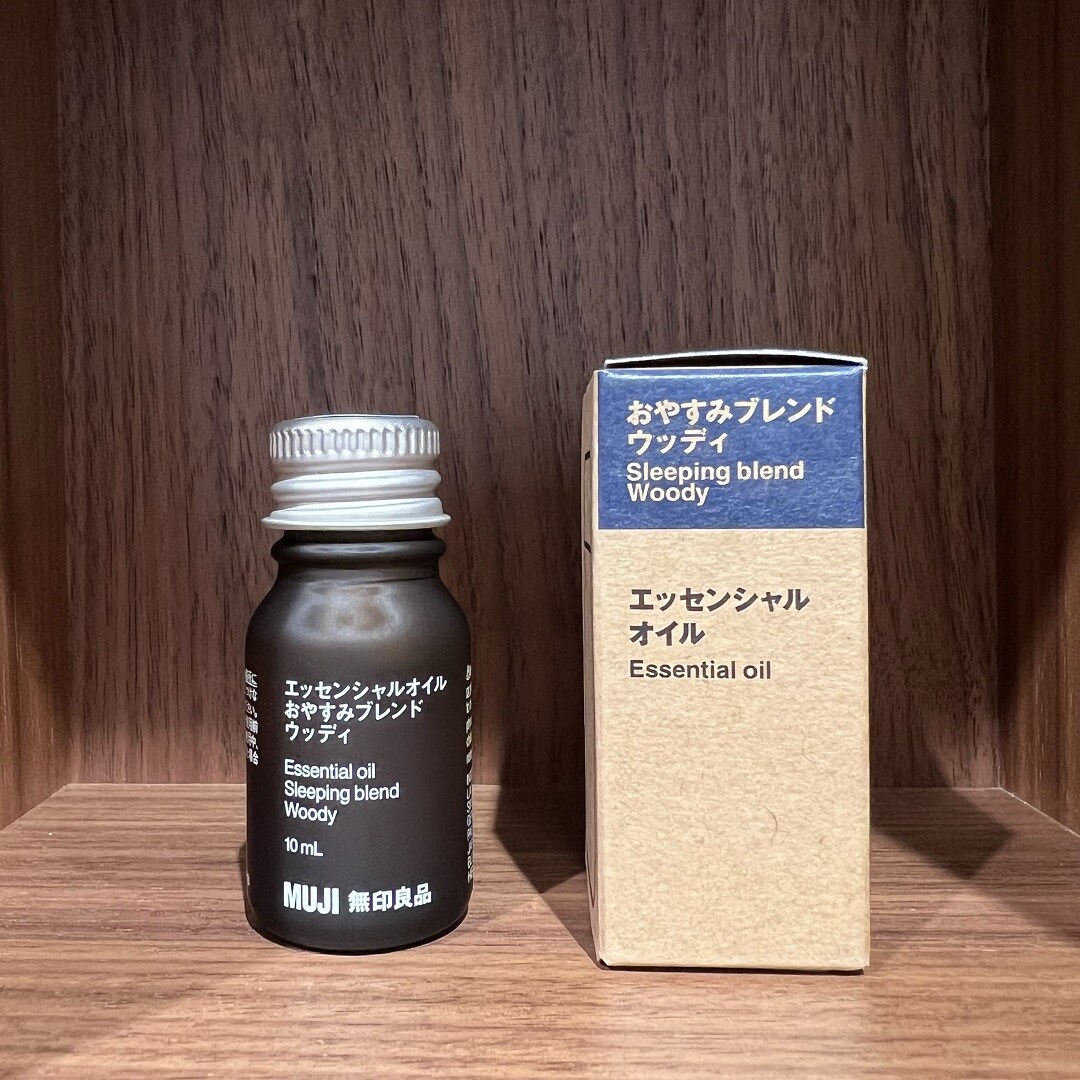 エッセンシャルオイル
おやすみブレンド
ウッディ
Essential oil
Sleeping blend
Woody
10 mL
MUJI 無印良品
おやすみブレンド
ウッディ
Sleeping blend
Woody
エッセンシャル
オイル
Essential oil